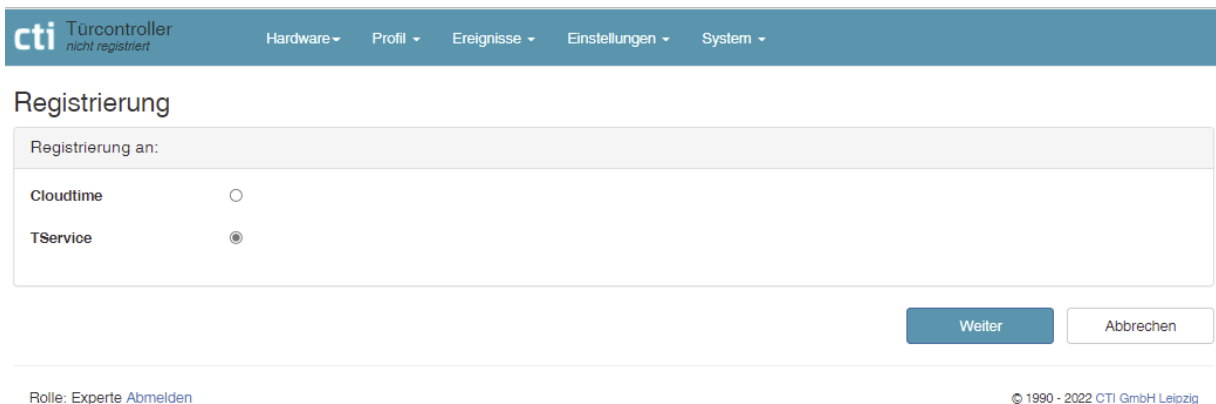 cti Türcontroller
nicht registriert
Hardware Profil Ereignisse Einstellungen System
Registrierung
Registrierung an:
Cloudtime
TService
Weiter Abbrechen
Rolle: Experte Abmelden
© 1990 - 2022 CTI GmbH Leipzig